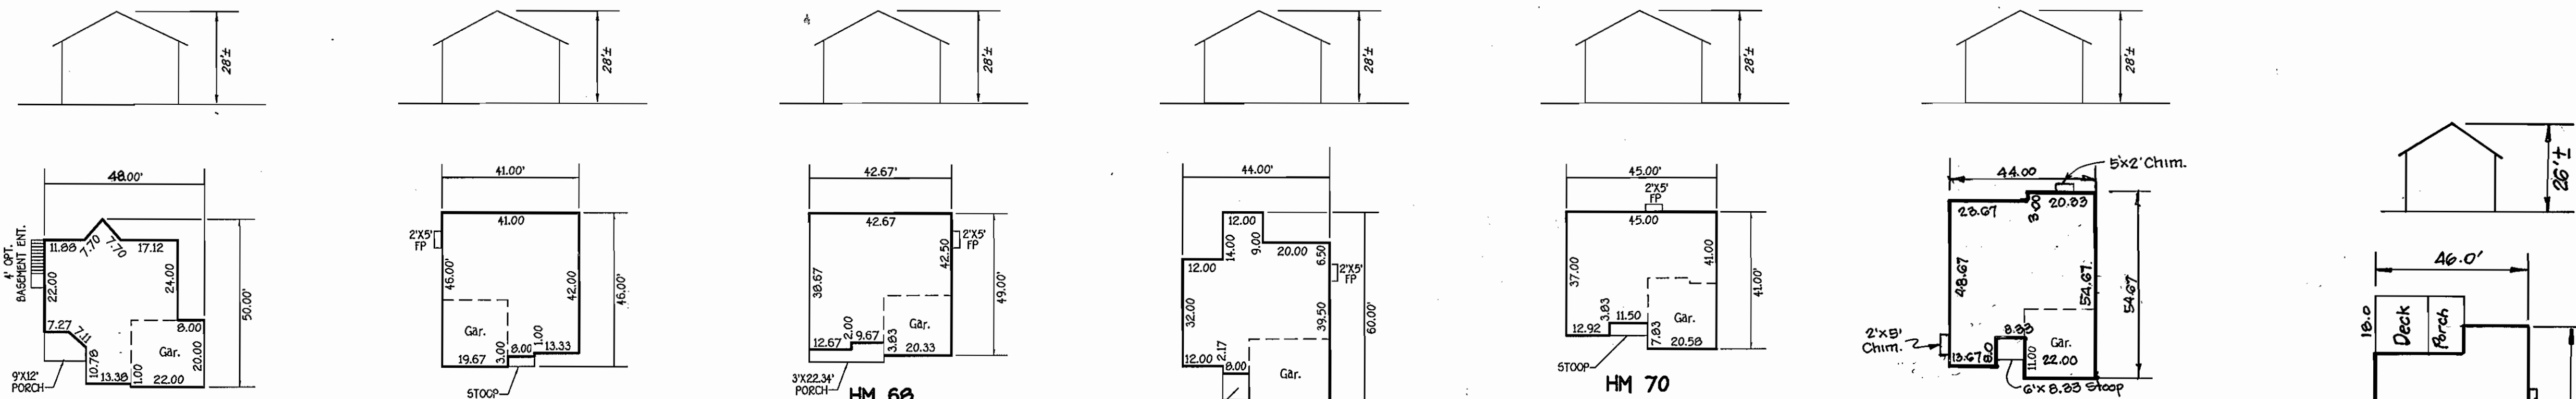 28'±
28'±
28'±
28'±
28'±
28'±
26'±
48.00'
11.88
7.70
7.70
17.12
4' OPT.
BASEMENT ENT.
22.00
24.00
50.00'
7.27
7.11
8.00
10.78
Gar.
20.00
13.38
1.00
22.00
9'X12'
PORCH
41.00'
41.00
2'X5'
FP
46.00'
42.00
46.00'
Gar.
19.67
3.00
8.00
1.00
13.33
STOOP
42.67'
42.67
2'X5'
FP
38.67
42.50
49.00'
12.67
2.00
9.67
3.83
Gar.
20.33
3'X22.34'
PORCH
HM 68
44.00'
12.00
14.00
9.00
20.00
6.50
12.00
2'X5'
FP
32.00
39.50
60.00'
12.00
2.17
8.00
Gar.
45.00'
2'X5'
FP
45.00
37.00
41.00
41.00'
3.83
11.50
12.92
7.83
Gar.
20.58
STOOP
HM 70
5'x2' Chim.
44.00
23.67
3.00
20.33
48.67
54.67
54.67
2'x5'
Chim.
8.33
13.67
8.0
11.00
Gar.
22.00
6'x8.33 Stoop
46.0'
18.0
Deck
Porch